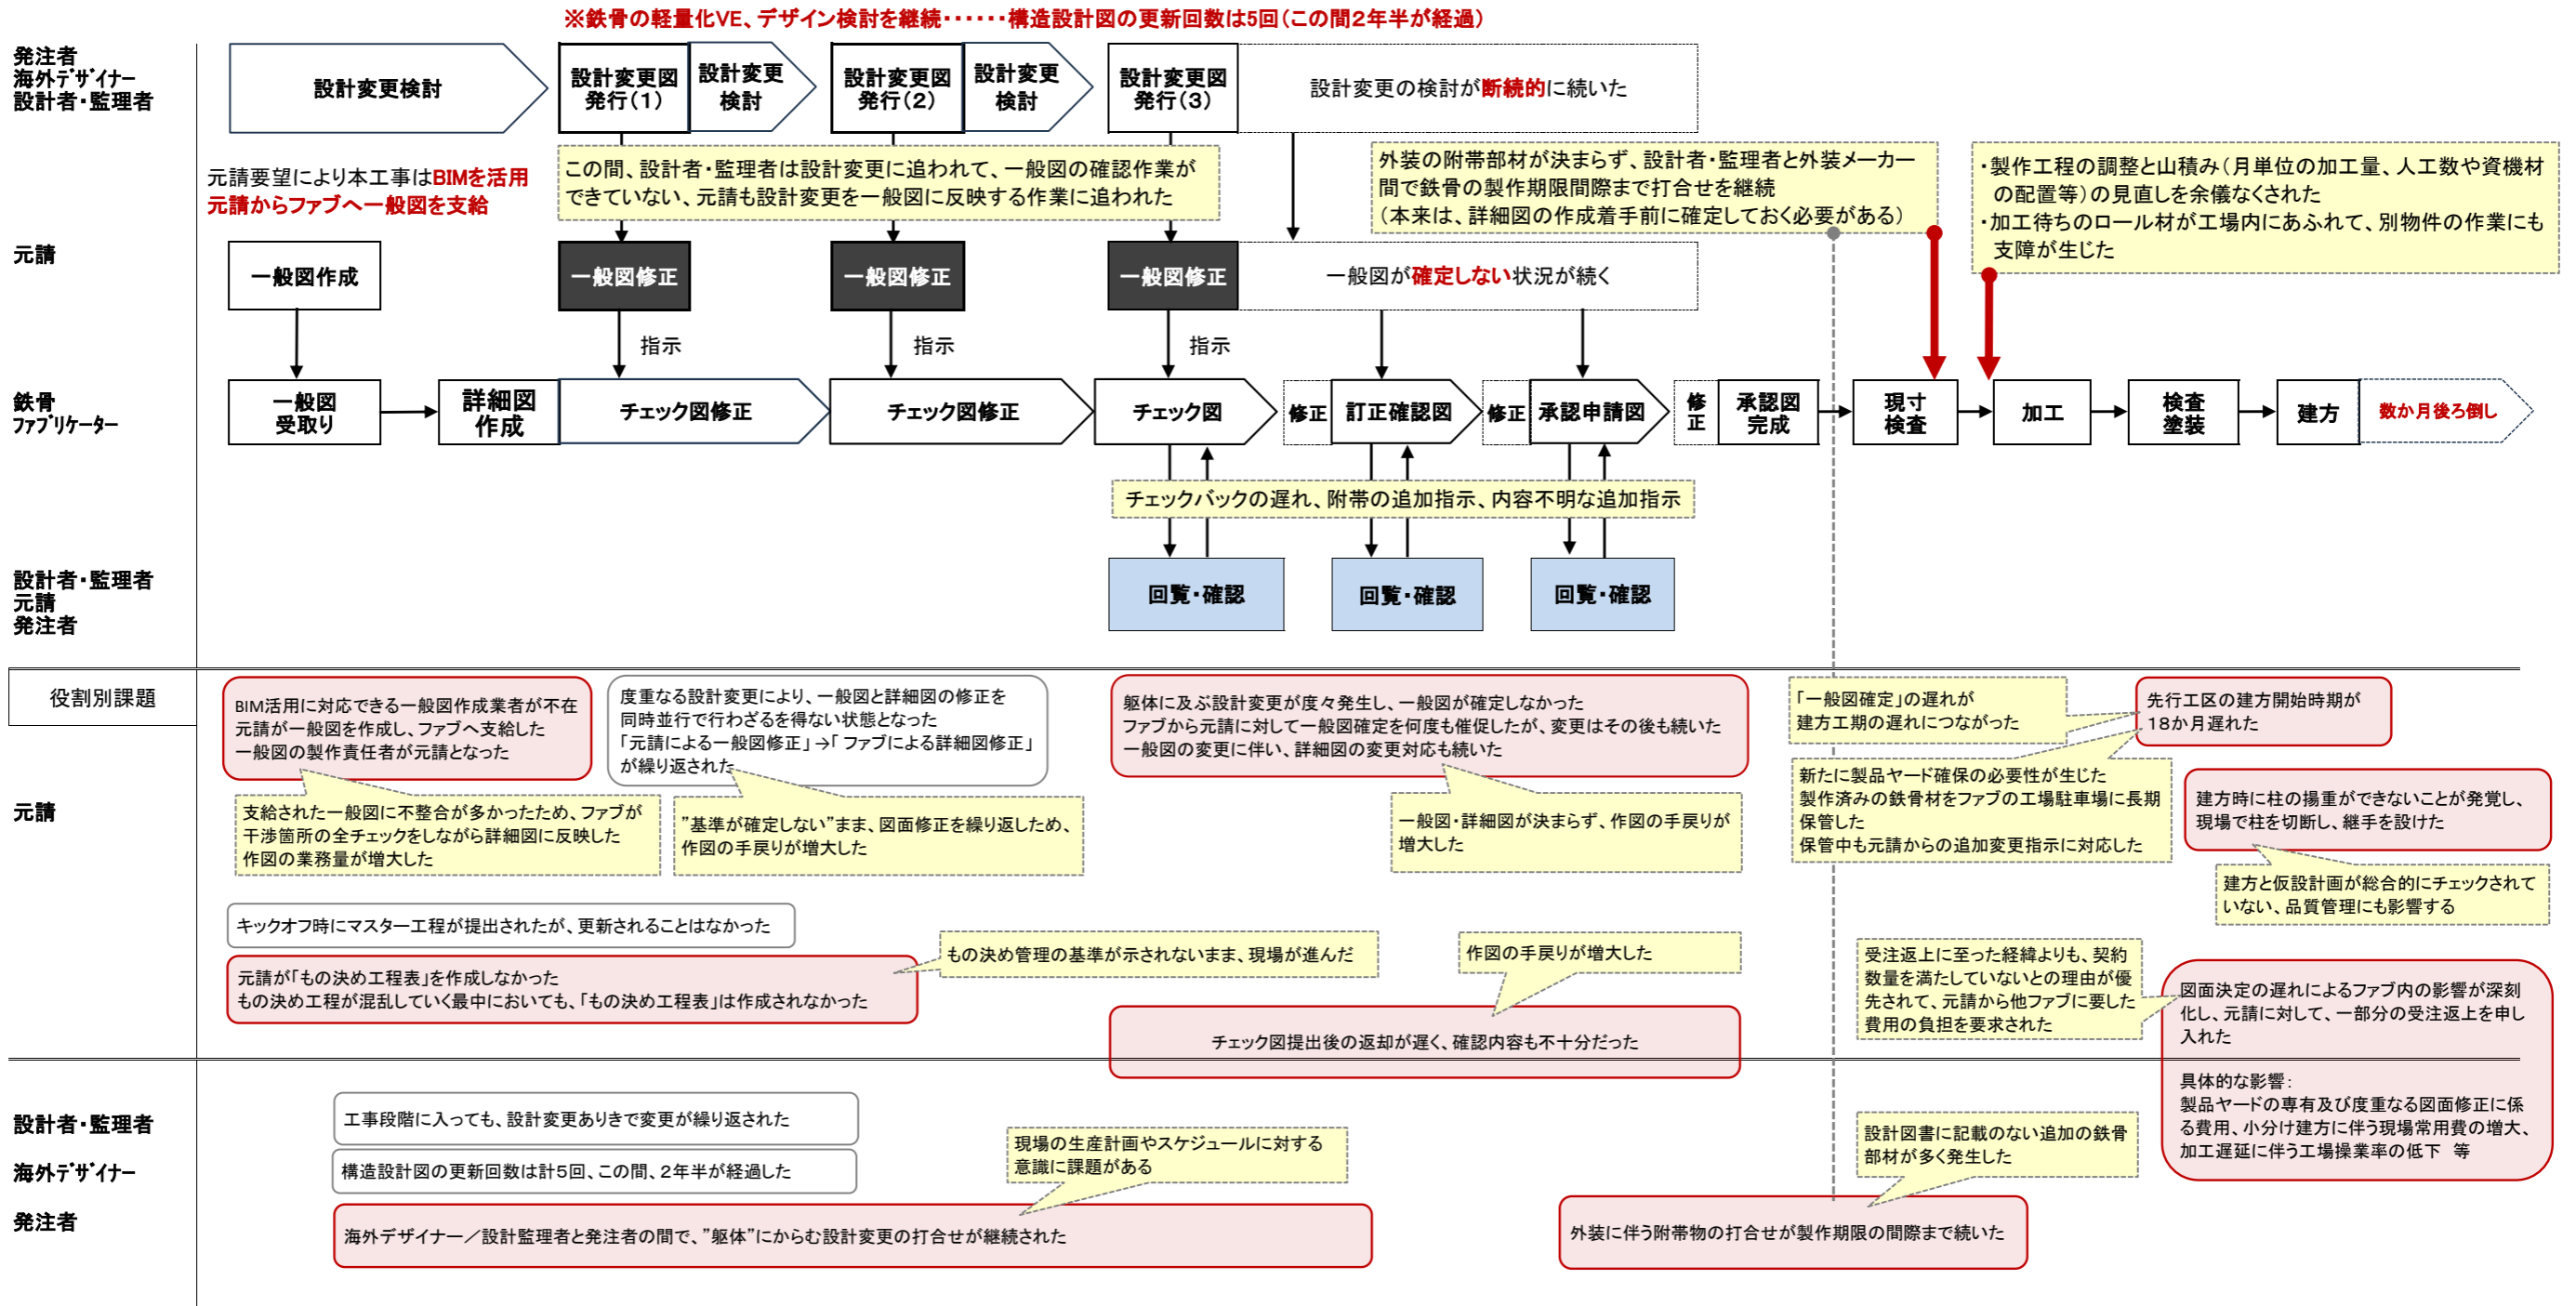 ※鉄骨の軽量化VE、デザイン検討を継続‥‥‥構造設計図の更新回数は5回（この間２年半が経過）
発注者
海外ﾃﾞｻﾞｲﾅｰ
設計者・監理者
設計変更検討
設計変更図
発行（1）
設計変更
検討
設計変更図
発行（2）
設計変更
検討
設計変更図
発行（3）
設計変更の検討が断続的に続いた
元請要望により本工事はBIMを活用
元請からファブへ一般図を支給
この間、設計者・監理者は設計変更に追われて、一般図の確認作業が
できていない、元請も設計変更を一般図に反映する作業に追われた
外装の附帯部材が決まらず、設計者・監理者と外装メーカー
間で鉄骨の製作期限間際まで打合せを継続
（本来は、詳細図の作成着手前に確定しておく必要がある）
・製作工程の調整と山積み（月単位の加工量、人工数や資機材
の配置等）の見直しを余儀なくされた
・加工待ちのロール材が工場内にあふれて、別物件の作業にも
支障が生じた
元請
一般図作成
一般図修正
一般図修正
一般図修正
一般図が確定しない状況が続く
指示
指示
指示
鉄骨
ﾌｧﾌﾞﾘｹｰﾀｰ
一般図
受取り
詳細図
作成
チェック図修正
チェック図修正
チェック図
修正
訂正確認図
修正
承認申請図
修
正
承認図
完成
現寸
検査
加工
検査
塗装
建方
数か月後ろ倒し
チェックバックの遅れ、附帯の追加指示、内容不明な追加指示
設計者・監理者
元請
発注者
回覧・確認
回覧・確認
回覧・確認
役割別課題
BIM活用に対応できる一般図作成業者が不在
元請が一般図を作成し、ファブへ支給した
一般図の製作責任者が元請となった
度重なる設計変更により、一般図と詳細図の修正を
同時並行で行わざるを得ない状態となった
「元請による一般図修正」→「ファブによる詳細図修正」
が繰り返された
躯体に及ぶ設計変更が度々発生し、一般図が確定しなかった
ファブから元請に対して一般図確定を何度も催促したが、変更はその後も続いた
一般図の変更に伴い、詳細図の変更対応も続いた
「一般図確定」の遅れが
建方工期の遅れにつながった
先行工区の建方開始時期が
18か月遅れた
元請
支給された一般図に不整合が多かったため、ファブが
干渉箇所の全チェックをしながら詳細図に反映した
作図の業務量が増大した
”基準が確定しない”まま、図面修正を繰り返しため、
作図の手戻りが増大した
一般図・詳細図が決まらず、作図の手戻りが
増大した
新たに製品ヤード確保の必要性が生じた
製作済みの鉄骨材をファブの工場駐車場に長期
保管した
保管中も元請からの追加変更指示に対応した
建方時に柱の揚重ができないことが発覚し、
現場で柱を切断し、継手を設けた
建方と仮設計画が総合的にチェックされて
いない、品質管理にも影響する
キックオフ時にマスター工程が提出されたが、更新されることはなかった
元請が「もの決め工程表」を作成しなかった
もの決め工程が混乱していく最中においても、「もの決め工程表」は作成されなかった
もの決め管理の基準が示されないまま、現場が進んだ
作図の手戻りが増大した
チェック図提出後の返却が遅く、確認内容も不十分だった
受注返上に至った経緯よりも、契約
数量を満たしていないとの理由が優
先されて、元請から他ファブに要した
費用の負担を要求された
図面決定の遅れによるファブ内の影響が深刻
化し、元請に対して、一部分の受注返上を申し
入れた
具体的な影響：
製品ヤードの専有及び度重なる図面修正に係
る費用、小分け建方に伴う現場常用費の増大、
加工遅延に伴う工場操業率の低下　等
設計者・監理者
海外ﾃﾞｻﾞｲﾅｰ
発注者
工事段階に入っても、設計変更ありきで変更が繰り返された
構造設計図の更新回数は計５回、この間、２年半が経過した
現場の生産計画やスケジュールに対する
意識に課題がある
海外デザイナー／設計監理者と発注者の間で、”躯体”にからむ設計変更の打合せが継続された
設計図書に記載のない追加の鉄骨
部材が多く発生した
外装に伴う附帯物の打合せが製作期限の間際まで続いた